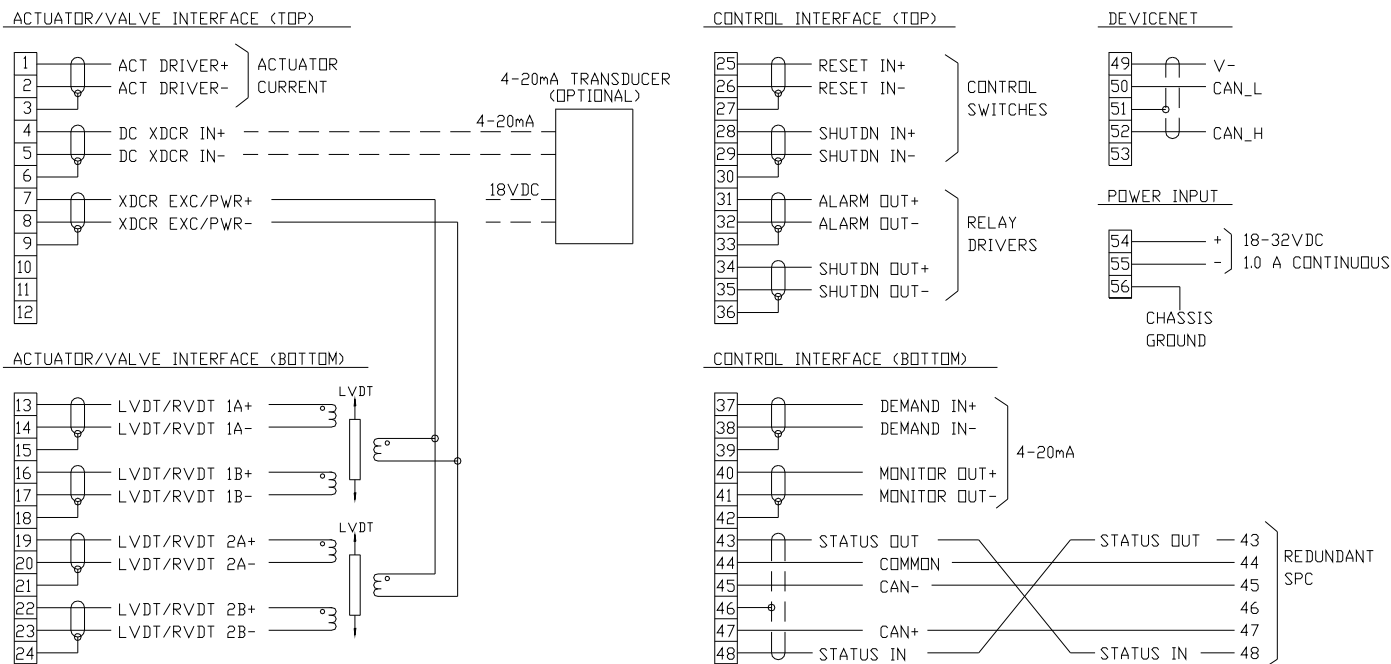 ACTUATOR/VALVE INTERFACE (TOP)
1 ACT DRIVER+
2 ACT DRIVER-
3
ACTUATOR
CURRENT
4 DC XDCR IN+
5 DC XDCR IN-
6
7 XDCR EXC/PWR+
8 XDCR EXC/PWR-
9
10
11
12
4-20mA TRANSDUCER
(OPTIONAL)
4-20mA
18VDC
ACTUATOR/VALVE INTERFACE (BOTTOM)
13 LVDT/RVDT 1A+
14 LVDT/RVDT 1A-
15
16 LVDT/RVDT 1B+
17 LVDT/RVDT 1B-
18
19 LVDT/RVDT 2A+
20 LVDT/RVDT 2A-
21
22 LVDT/RVDT 2B+
23 LVDT/RVDT 2B-
24
LVDT
LVDT
CONTROL INTERFACE (TOP)
25 RESET IN+
26 RESET IN-
27
28 SHUTDN IN+
29 SHUTDN IN-
30
CONTROL
SWITCHES
31 ALARM OUT+
32 ALARM OUT-
33
34 SHUTDN OUT+
35 SHUTDN OUT-
36
RELAY
DRIVERS
CONTROL INTERFACE (BOTTOM)
37 DEMAND IN+
38 DEMAND IN-
39
40 MONITOR OUT+
41 MONITOR OUT-
42
4-20mA
43 STATUS OUT STATUS OUT 43
44 COMMON 44
45 CAN- 45
46 46
47 CAN+ 47
48 STATUS IN STATUS IN 48
REDUNDANT
SPC
DEVICENET
49 V-
50 CAN_L
51
52 CAN_H
53
POWER INPUT
54 + 18-32VDC
55 - 1.0 A CONTINUOUS
56
CHASSIS
GROUND